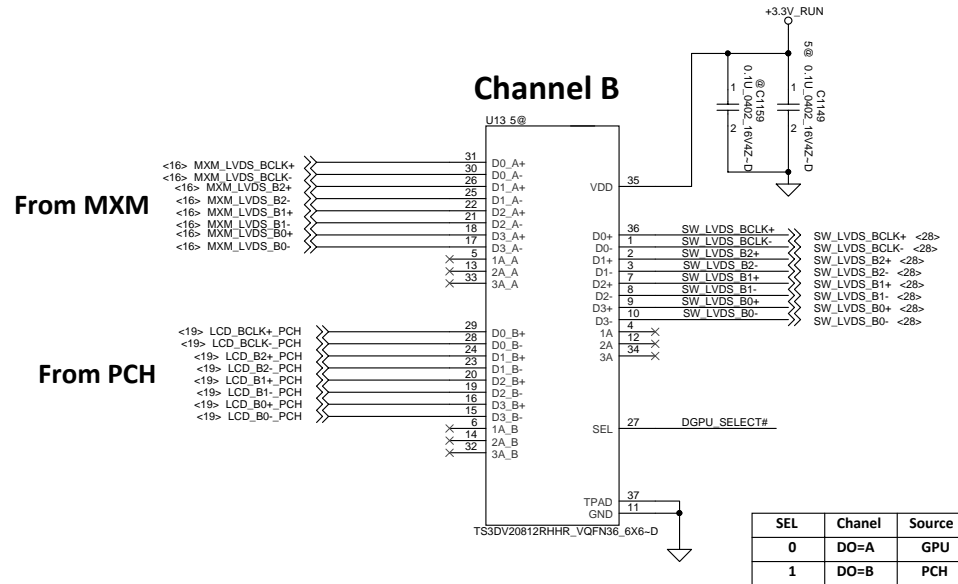 +3.3V_RUN
Channel B
5@
0.1U_0402_16V4Z~D
C1149
1
2
@ C1159
0.1U_0402_16V4Z~D
1
2
U13 5@
From MXM
<16> MXM_LVDS_BCLK+ 31 D0_A+
<16> MXM_LVDS_BCLK- 30 D0_A-
<16> MXM_LVDS_B2+ 26 D1_A+
<16> MXM_LVDS_B2- 25 D1_A-
<16> MXM_LVDS_B1+ 22 D2_A+
<16> MXM_LVDS_B1- 21 D2_A-
<16> MXM_LVDS_B0+ 18 D3_A+
<16> MXM_LVDS_B0- 17 D3_A-
5 1A_A
13 2A_A
33 3A_A
From PCH
<19> LCD_BCLK+_PCH 29 D0_B+
<19> LCD_BCLK-_PCH 28 D0_B-
<19> LCD_B2+_PCH 24 D1_B+
<19> LCD_B2-_PCH 23 D1_B-
<19> LCD_B1+_PCH 20 D2_B+
<19> LCD_B1-_PCH 19 D2_B-
<19> LCD_B0+_PCH 16 D3_B+
<19> LCD_B0-_PCH 15 D3_B-
6 1A_B
14 2A_B
32 3A_B
VDD 35
D0+ 36 SW_LVDS_BCLK+ SW_LVDS_BCLK+ <28>
D0- 1 SW_LVDS_BCLK- SW_LVDS_BCLK- <28>
D1+ 2 SW_LVDS_B2+ SW_LVDS_B2+ <28>
D1- 3 SW_LVDS_B2- SW_LVDS_B2- <28>
D2+ 7 SW_LVDS_B1+ SW_LVDS_B1+ <28>
D2- 8 SW_LVDS_B1- SW_LVDS_B1- <28>
D3+ 9 SW_LVDS_B0+ SW_LVDS_B0+ <28>
D3- 10 SW_LVDS_B0- SW_LVDS_B0- <28>
1A 4
2A 12
3A 34
SEL 27 DGPU_SELECT#
TPAD 37
GND 11
TS3DV20812RHHR_VQFN36_6X6~D
SEL Chanel Source
0 DO=A GPU
1 DO=B PCH